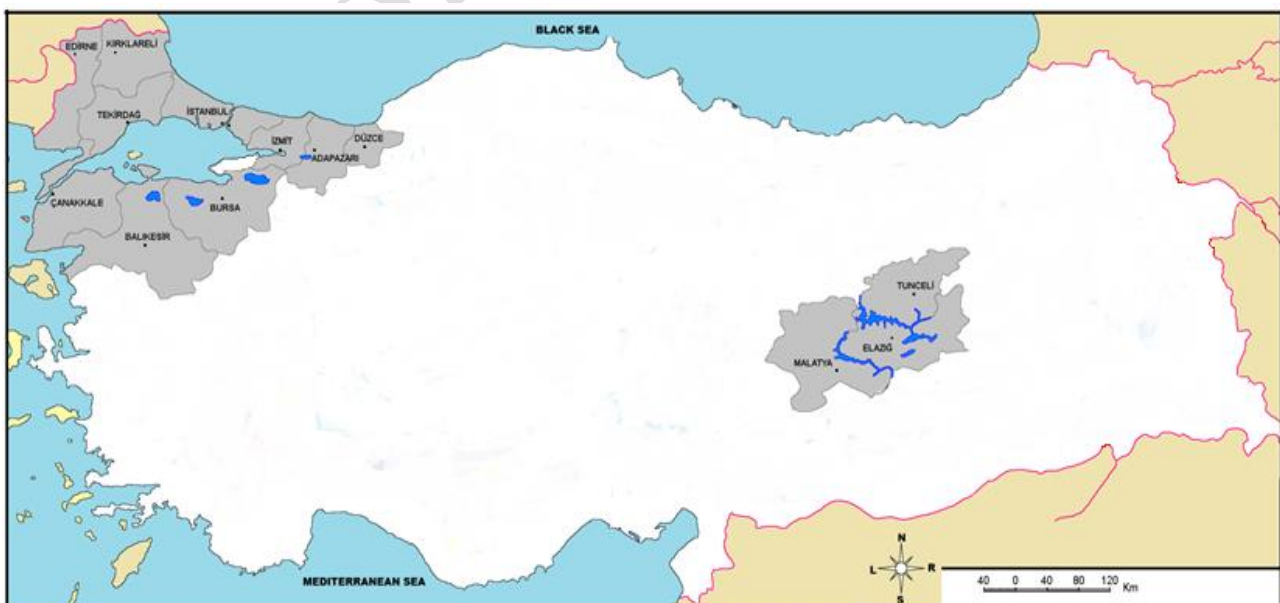 BLACK SEA
EDİRNE
KIRKLARELİ
TEKİRDAĞ
İSTANBUL
İZMİT
DÜZCE
ADAPAZARI
ÇANAKKALE
BURSA
BALIKESİR
TUNCELİ
ELAZIĞ
MALATYA
MEDITERRANEAN SEA
N
L
R
S
40 0 40 80 120
Km